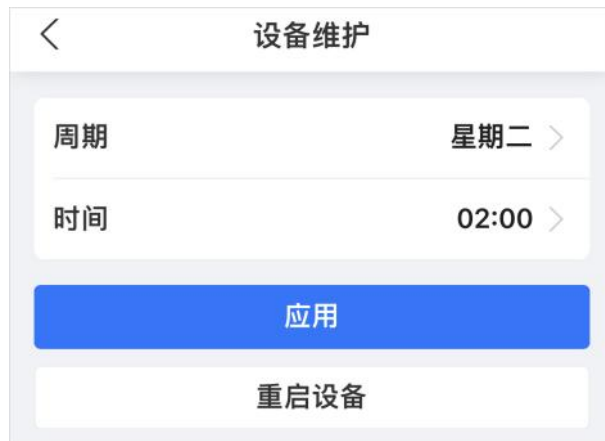 设备维护
周期 星期二
时间 02:00
应用
重启设备